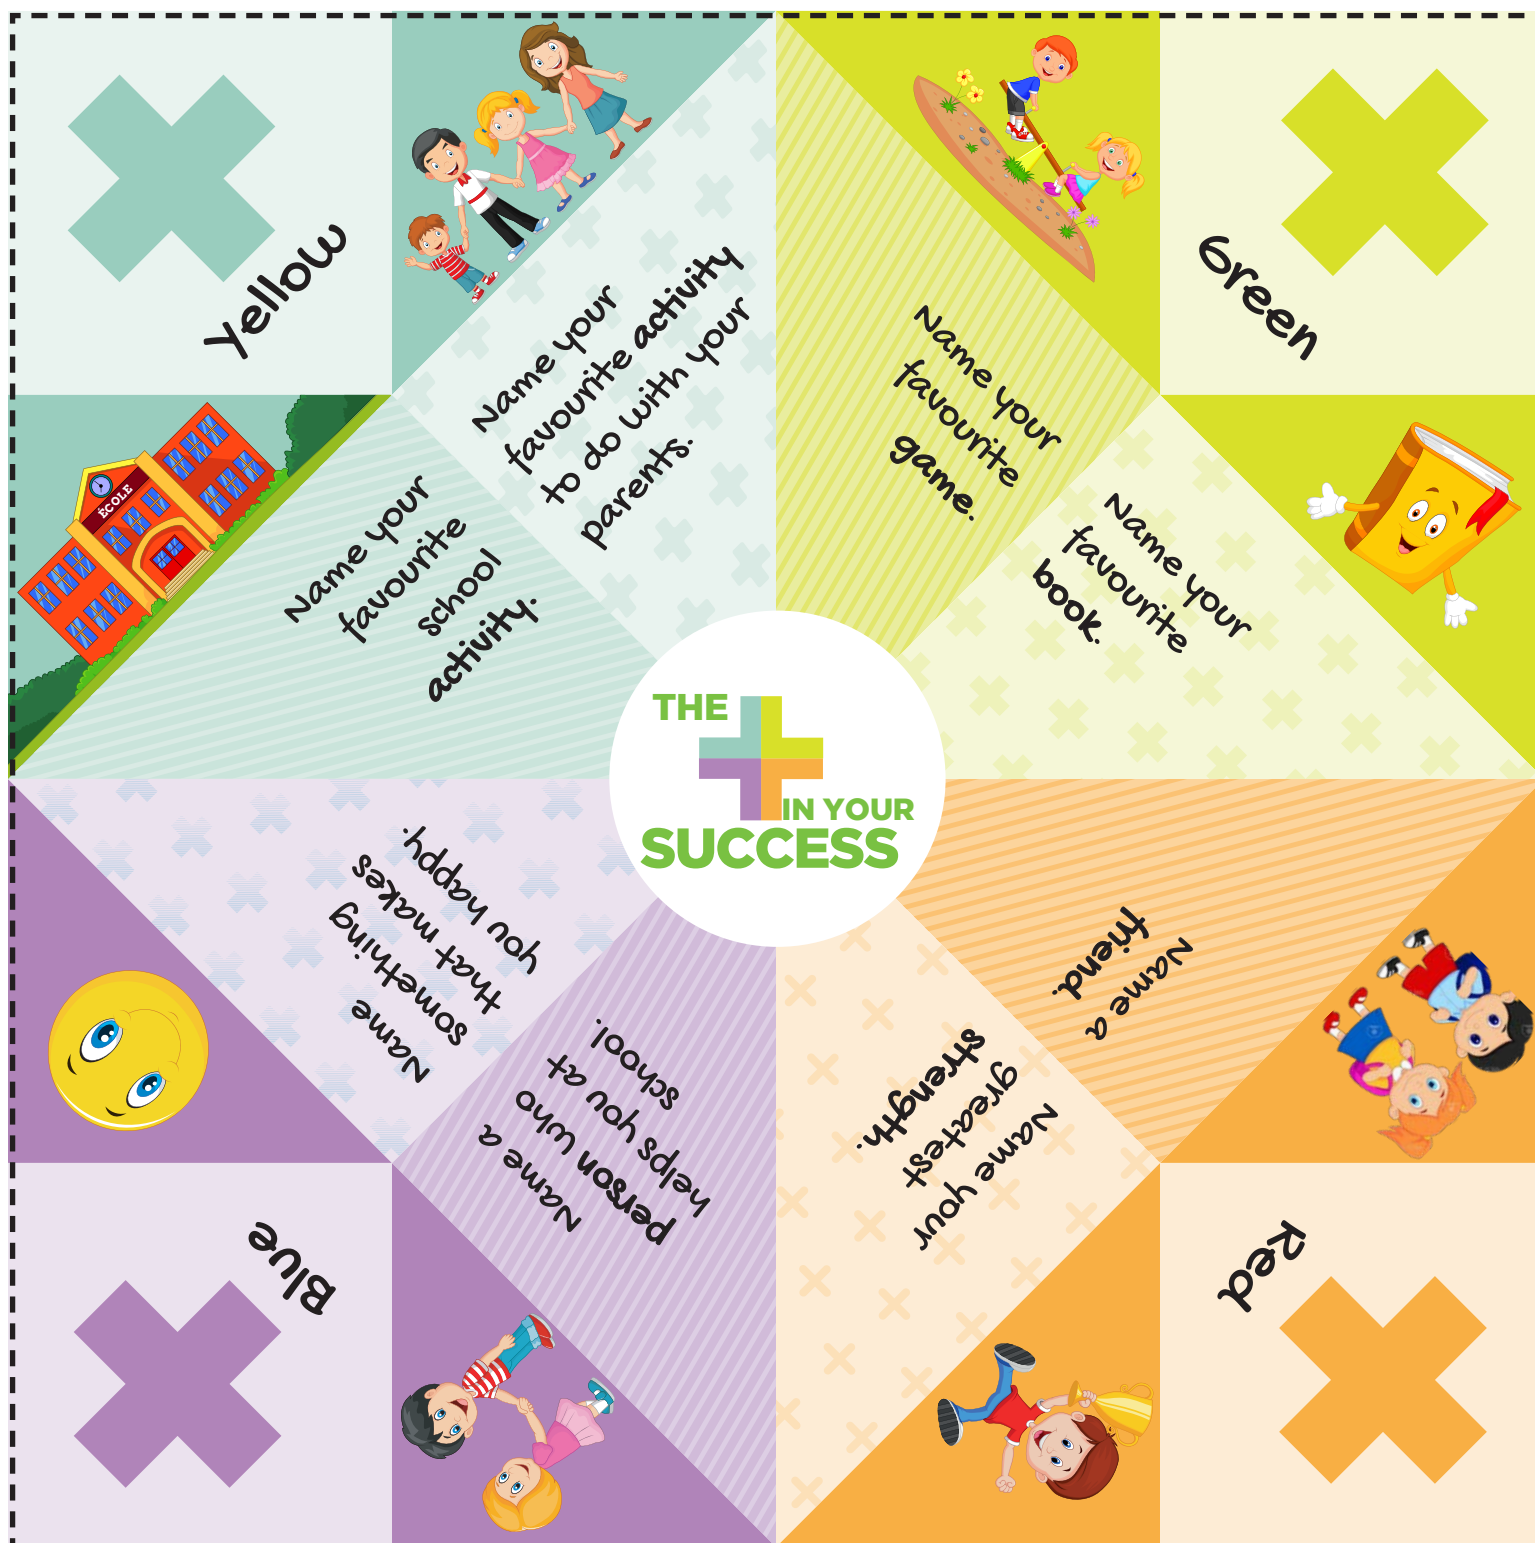 Yellow
Name your
favourite activity
to do with your
parents.
ÉCOLE
Name your
favourite
school
activity.
Green
Name your
favourite
game.
Name your
favourite
book.
THE
IN YOUR
SUCCESS
Name
something
that makes
you happy.
Name a
person who
helps you at
school!
Blue
Name a
friend.
Name your
greatest
strength.
Red